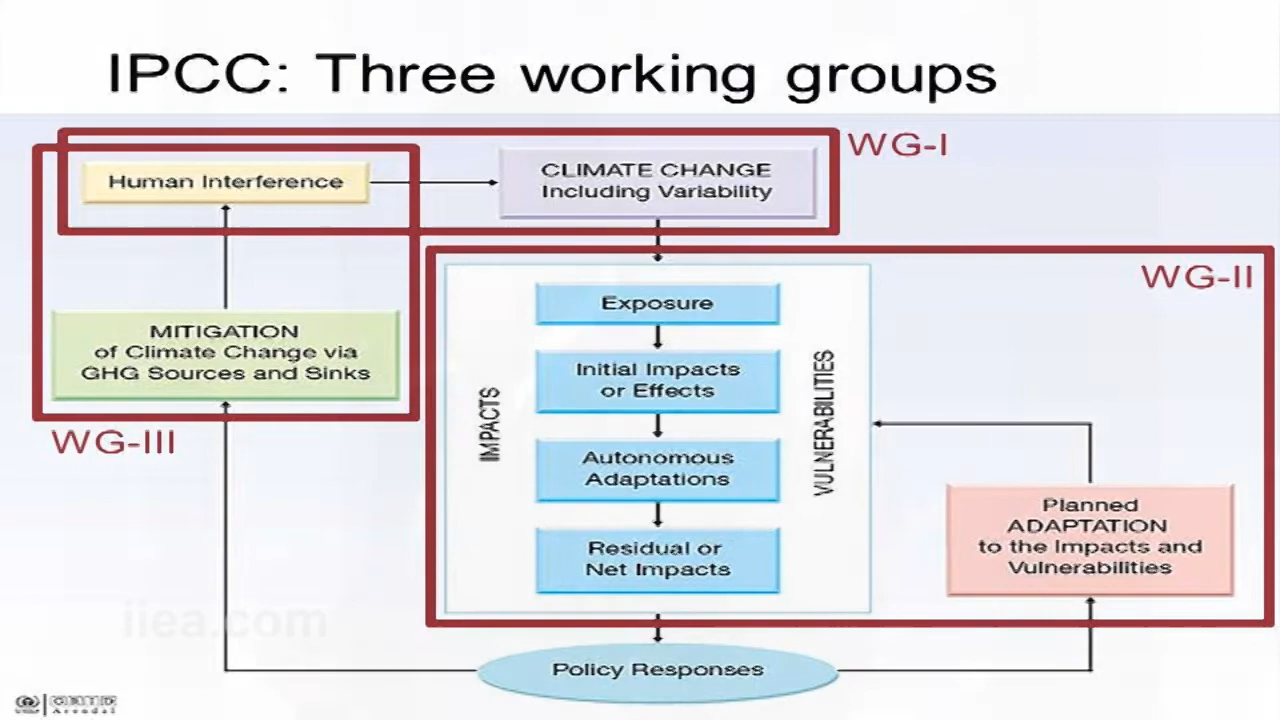 IPCC: Three working groups
WG-I
Human Interference
CLIMATE CHANGE
Including Variability
WG-II
MITIGATION
of Climate Change via
GHG Sources and Sinks
WG-III
IMPACTS
Exposure
Initial Impacts
or Effects
Autonomous
Adaptations
Residual or
Net Impacts
VULNERABILITIES
Planned
ADAPTATION
to the Impacts and
Vulnerabilities
Policy Responses
iiea.com
GRID
Arendal